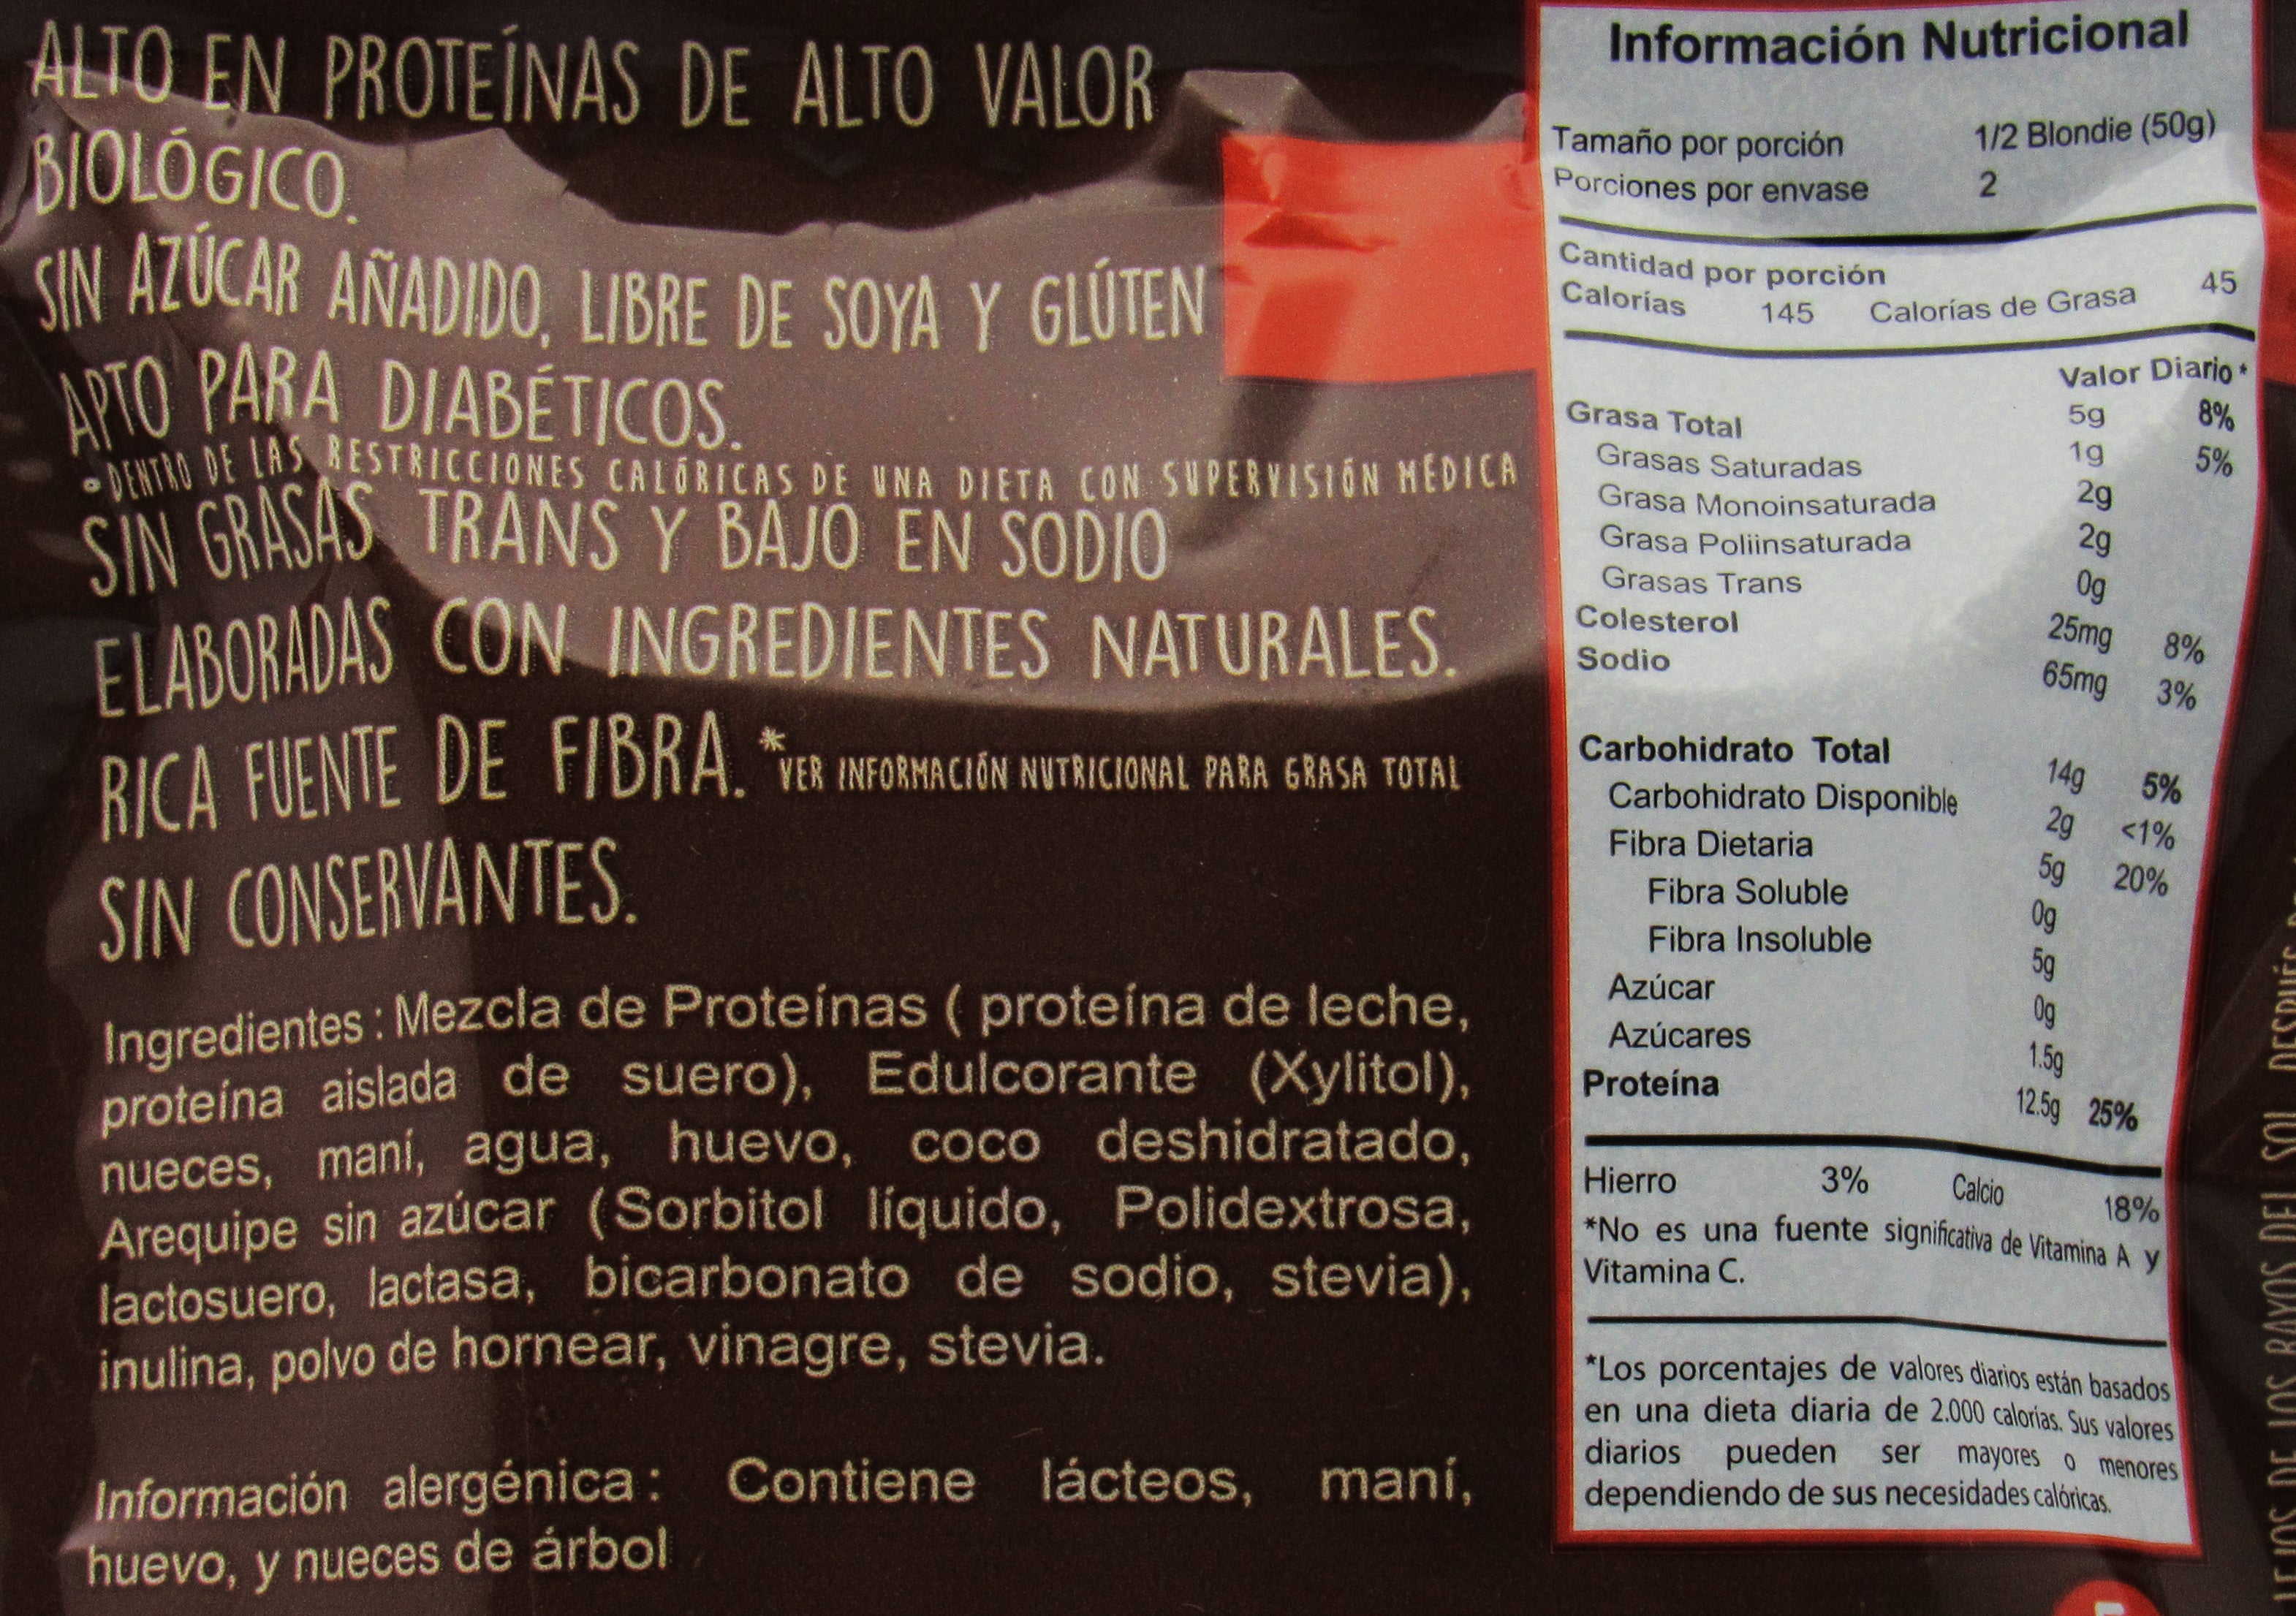 ALTO EN PROTEÍNAS DE ALTO VALOR
BIOLÓGICO.
SIN AZÚCAR AÑADIDO, LIBRE DE SOYA Y GLÚTEN
APTO PARA DIABÉTICOS.
DENTRO DE LAS RESTRICCIONES CALÓRICAS DE UNA DIETA CON SUPERVISIÓN MÉDICA
SIN GRASAS TRANS Y BAJO EN SODIO
ELABORADAS CON INGREDIENTES NATURALES.
RICA FUENTE DE FIBRA. *VER INFORMACIÓN NUTRICIONAL PARA GRASA TOTAL
SIN CONSERVANTES.
Ingredientes : Mezcla de Proteínas ( proteína de leche,
proteína aislada de suero), Edulcorante (Xylitol),
nueces, maní, agua, huevo, coco deshidratado,
Arequipe sin azúcar (Sorbitol líquido, Polidextrosa,
lactosuero, lactasa, bicarbonato de sodio, stevia),
inulina, polvo de hornear, vinagre, stevia.
Información alergénica : Contiene lácteos, maní,
huevo, y nueces de árbol
Información Nutricional
Tamaño por porción 1/2 Blondie (50g)
Porciones por envase 2
Cantidad por porción
Calorías 145 Calorías de Grasa 45
Valor Diario*
Grasa Total 5g 8%
Grasas Saturadas 1g 5%
Grasa Monoinsaturada 2g
Grasa Poliinsaturada 2g
Grasas Trans 0g
Colesterol 25mg 8%
Sodio 65mg 3%
Carbohidrato Total 14g 5%
Carbohidrato Disponible 2g <1%
Fibra Dietaria 5g 20%
Fibra Soluble 0g
Fibra Insoluble 5g
Azúcar 0g
Azúcares 1.5g
Proteína 12.5g 25%
Hierro 3% Calcio 18%
*No es una fuente significativa de Vitamina A y
Vitamina C.
*Los porcentajes de valores diarios están basados
en una dieta diaria de 2.000 calorías. Sus valores
diarios pueden ser mayores o menores
dependiendo de sus necesidades calóricas.
DE LOS RAYOS DEL SOL. DESPUÉS